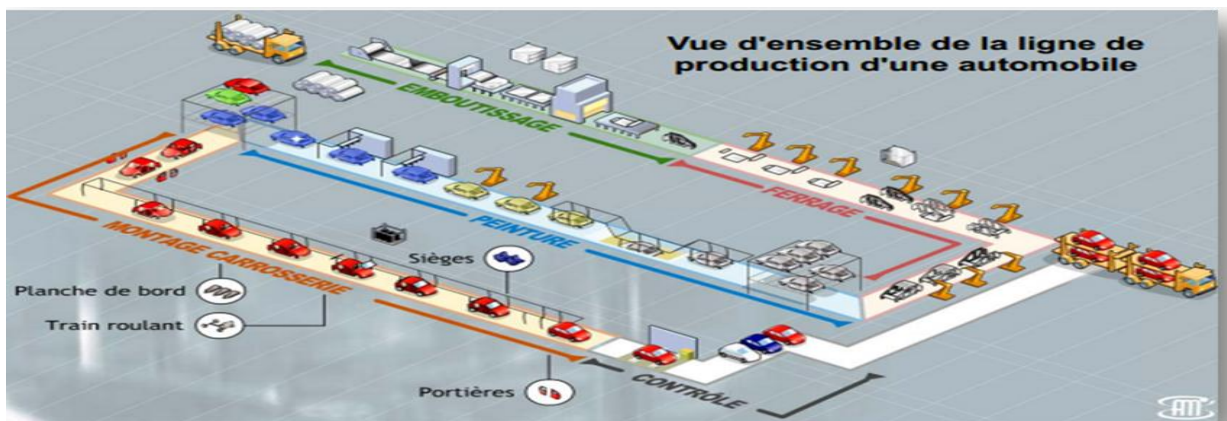 Vue d'ensemble de la ligne de
production d'une automobile
EMBOUTISSAGE
FERRAGE
PEINTURE
MONTAGE CARROSSERIE
Sièges
Planche de bord
Train roulant
Portières
CONTRÔLE